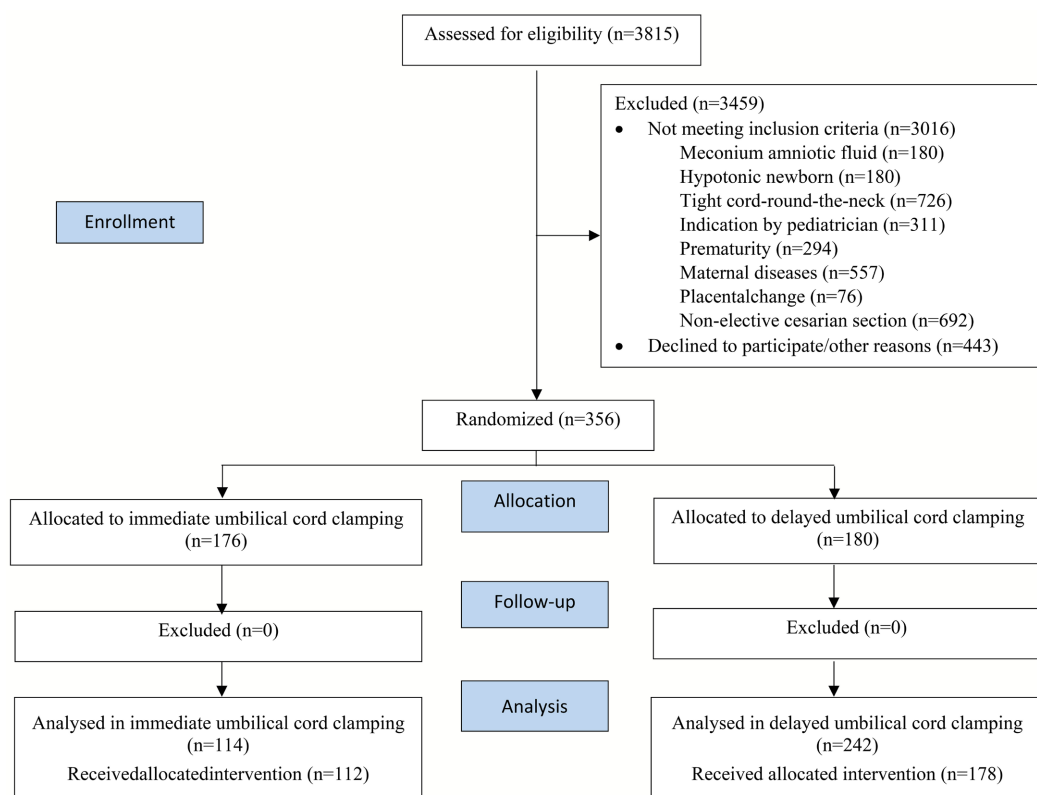 Assessed for eligibility (n=3815)
Excluded (n=3459)
• Not meeting inclusion criteria (n=3016)
Meconium amniotic fluid (n=180)
Hypotonic newborn (n=180)
Tight cord-round-the-neck (n=726)
Indication by pediatrician (n=311)
Prematurity (n=294)
Maternal diseases (n=557)
Placentalchange (n=76)
Non-elective cesarian section (n=692)
• Declined to participate/other reasons (n=443)
Enrollment
Randomized (n=356)
Allocation
Allocated to immediate umbilical cord clamping
(n=176)
Allocated to delayed umbilical cord clamping
(n=180)
Follow-up
Excluded (n=0)
Excluded (n=0)
Analysis
Analysed in immediate umbilical cord clamping
(n=114)
Receivedallocatedintervention (n=112)
Analysed in delayed umbilical cord clamping
(n=242)
Received allocated intervention (n=178)